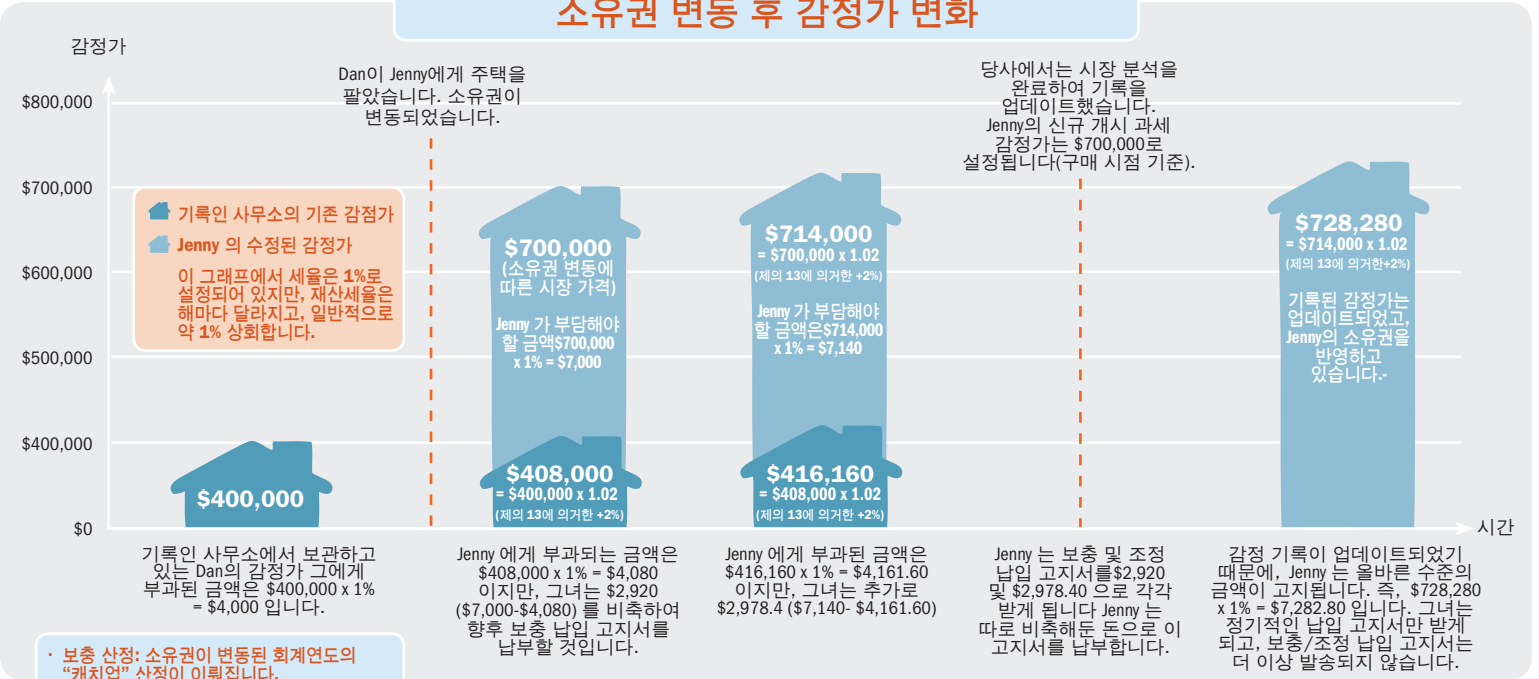 소유권 변동 후 감정가 변화
감정가
$800,000
$700,000
$600,000
$500,000
$400,000
$0
시간
Dan이 Jenny에게 주택을
팔았습니다. 소유권이
변동되었습니다.
당사에서는 시장 분석을
완료하여 기록을
업데이트했습니다.
Jenny의 신규 개시 과세
감정가는 $700,000로
설정됩니다(구매 시점 기준).
기록인 사무소의 기존 감점가
Jenny 의 수정된 감정가
이 그래프에서 세율은 1%로
설정되어 있지만, 재산세율은
해마다 달라지고, 일반적으로
약 1% 상회합니다.
$400,000
$700,000
(소유권 변동에
따른 시장 가격)
Jenny 가 부담해야
할 금액$700,000
x 1% = $7,000
$408,000
= $400,000 x 1.02
(제의 13에 의거한 +2%)
$714,000
= $700,000 x 1.02
(제의 13에 의거한 +2%)
Jenny 가 부담해야
할 금액은$714,000
x 1% = $7,140
$416,160
= $408,000 x 1.02
(제의 13에 의거한 +2%)
$728,280
= $714,000 x 1.02
(제의 13에 의거한+2%)
기록된 감정가는
업데이트되었고,
Jenny의 소유권을
반영하고
있습니다.-
기록인 사무소에서 보관하고
있는 Dan의 감정가 그에게
부과된 금액은 $400,000 x 1%
= $4,000 입니다.
Jenny 에게 부과되는 금액은
$408,000 x 1% = $4,080
이지만, 그녀는 $2,920
($7,000-$4,080) 를 비축하여
향후 보충 납입 고지서를
납부할 것입니다.
Jenny 에게 부과된 금액은
$416,160 x 1% = $4,161.60
이지만, 그녀는 추가로
$2,978.4 ($7,140- $4,161.60)
Jenny 는 보충 및 조정
납입 고지서를$2,920
및 $2,978.40 으로 각각
받게 됩니다 Jenny 는
따로 비축해둔 돈으로 이
고지서를 납부합니다.
감정 기록이 업데이트되었기
때문에, Jenny 는 올바른 수준의
금액이 고지됩니다. 즉, $728,280
x 1% = $7,282.80 입니다. 그녀는
정기적인 납입 고지서만 받게
되고, 보충/조정 납입 고지서는
더 이상 발송되지 않습니다.
· 보충 산정: 소유권이 변동된 회계연도의
“캐치업” 산정이 이뤄집니다.